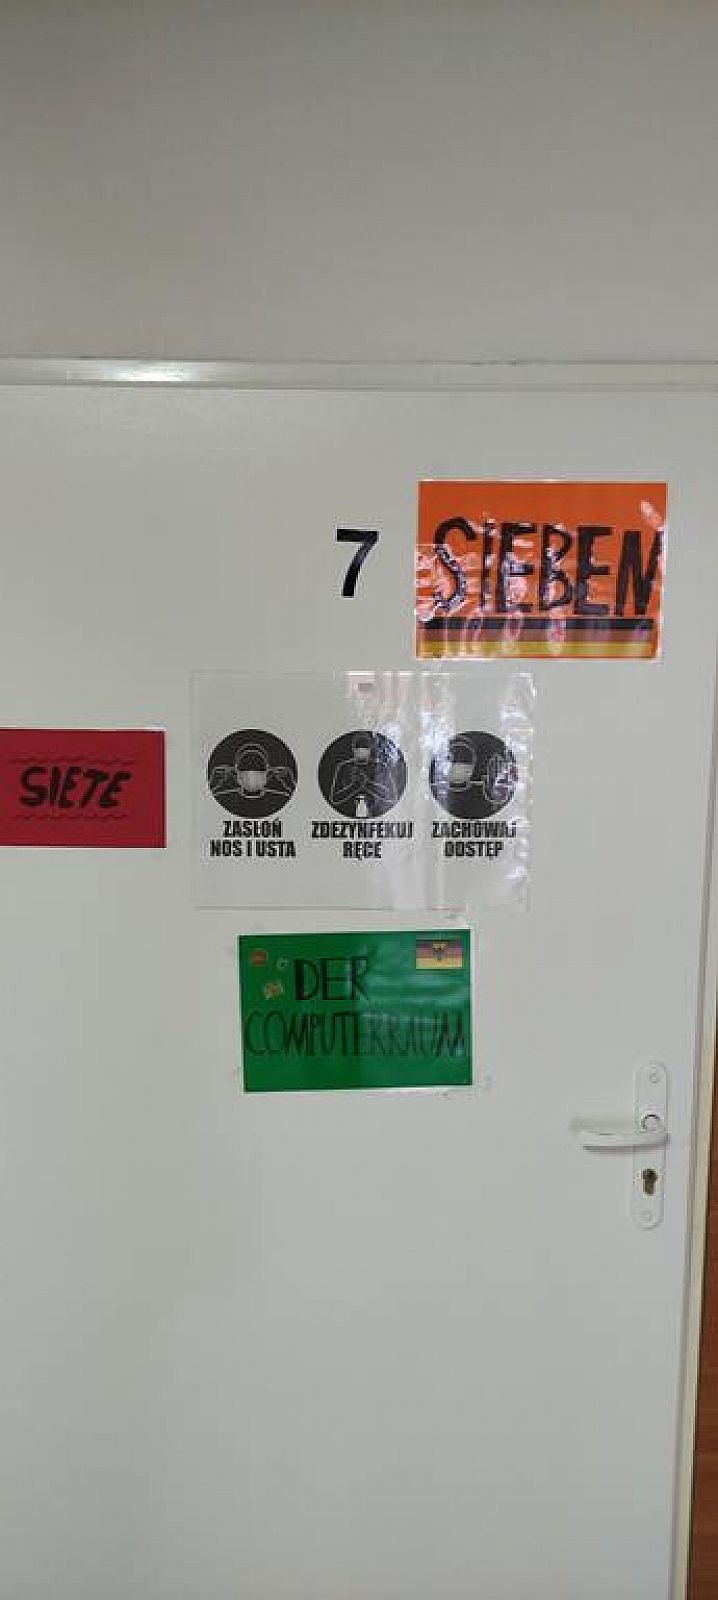 7
SIEBEN
SIETE
ZASŁOŃ
NOS I USTA
ZDEZYNFEKUJ
RĘCE
ZACHOWAJ
ODSTĘP
DER
COMPUTERRAUM